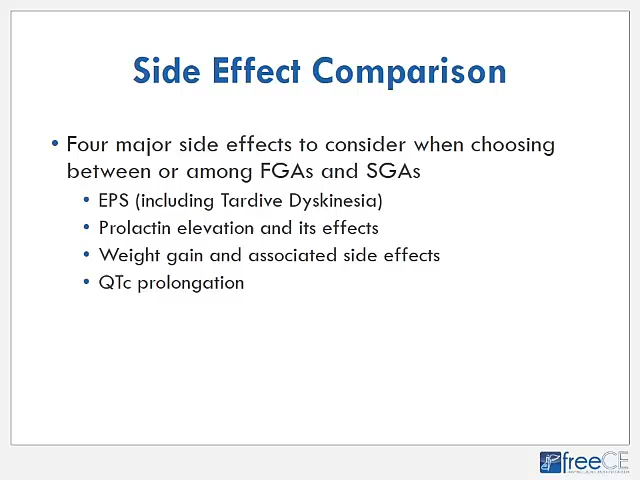 Side Effect Comparison
• Four major side effects to consider when choosing
between or among FGAs and SGAs
• EPS (including Tardive Dyskinesia)
• Prolactin elevation and its effects
• Weight gain and associated side effects
• QTc prolongation
freeCE